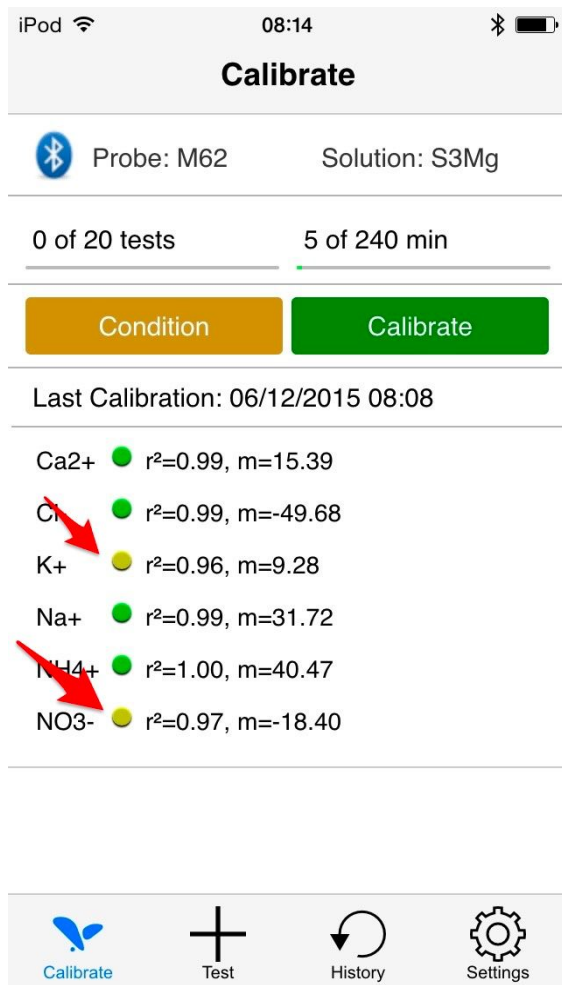 iPod 08:14
Calibrate
Probe: M62 Solution: S3Mg
0 of 20 tests 5 of 240 min
Condition Calibrate
Last Calibration: 06/12/2015 08:08
Ca2+ r²=0.99, m=15.39
Cl- r²=0.99, m=-49.68
K+ r²=0.96, m=9.28
Na+ r²=0.99, m=31.72
NH4+ r²=1.00, m=40.47
NO3- r²=0.97, m=-18.40
Calibrate Test History Settings